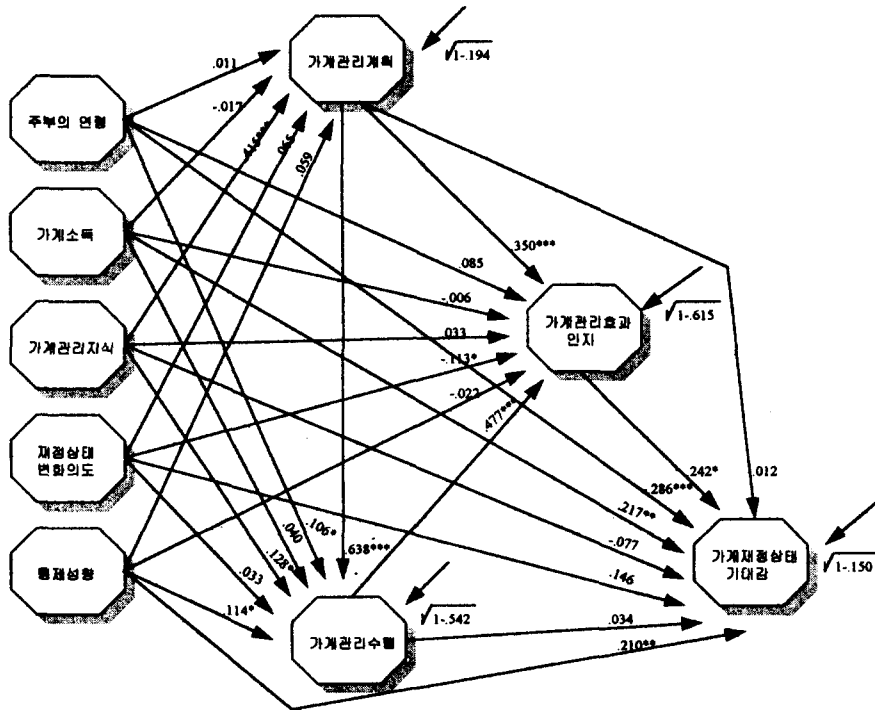 가계관리계획
√1-.194
.011
주부의 연령
-.017
.415***
.065
.059
가계소득
.350***
.085
-.006
가계관리효과
인지
√1-.615
가계관리지식
.033
-.113*
-.022
.477***
재정상태
변화의도
-.286***
.242*
.012
.217**
.106*
.040
.128*
.638***
-.077
가계재정상태
기대감
√1-.150
통제성향
.033
.146
.114*
√1-.542
가계관리수행
.034
.210**